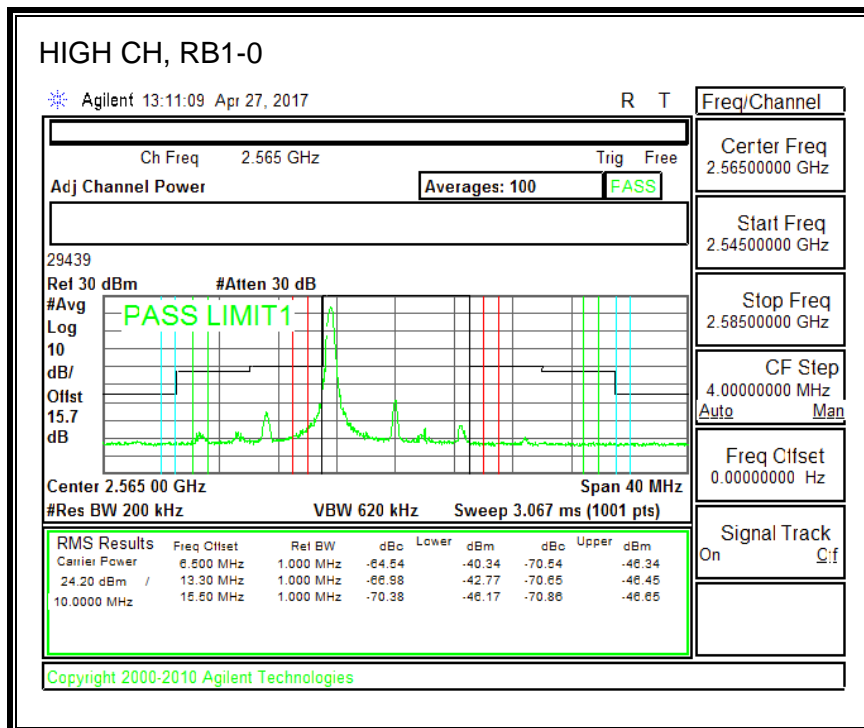 HIGH CH, RB1-0
Agilent 13:11:09 Apr 27, 2017 R T
Freq/Channel
Ch Freq 2.565 GHz Trig Free
Adj Channel Power Averages: 100 PASS
Center Freq
2.56500000 GHz
Start Freq
2.54500000 GHz
29439
Ref 30 dBm #Atten 30 dB
#Avg
Log
10
dB/
Offst
15.7
dB
PASS LIMIT1
Stop Freq
2.58500000 GHz
CF Step
4.00000000 MHz
Auto Man
Center 2.565 00 GHz Span 40 MHz
#Res BW 200 kHz VBW 620 kHz Sweep 3.067 ms (1001 pts)
Freq Offset
0.00000000 Hz
RMS Results Freq Offset Ref BW dBc Lower dBm dBc Upper dBm
Carrier Power 6.500 MHz 1.000 MHz -64.54 -40.34 -70.54 -46.34
24.20 dBm / 13.30 MHz 1.000 MHz -66.98 -42.77 -70.65 -46.45
10.0000 MHz 15.50 MHz 1.000 MHz -70.38 -46.17 -70.86 -46.65
Signal Track
On Off
Copyright 2000-2010 Agilent Technologies